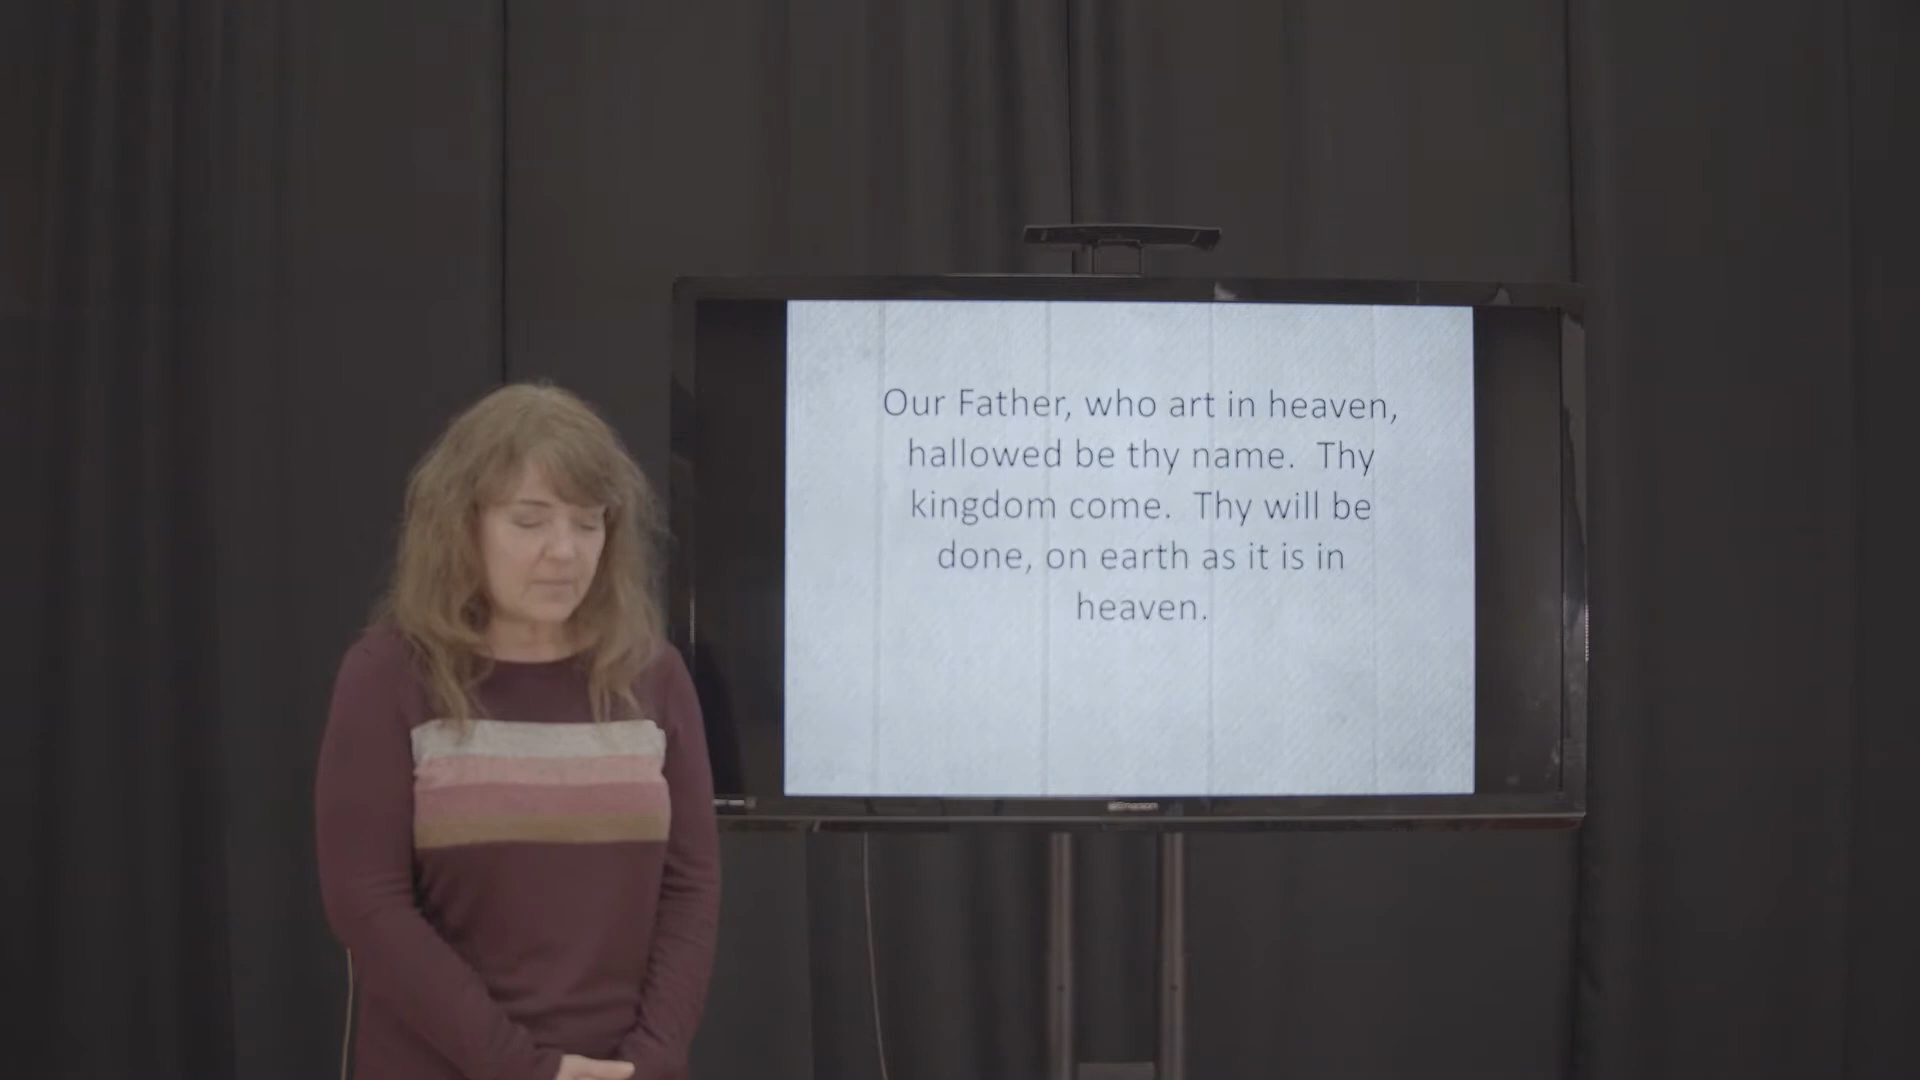 Our Father, who art in heaven,
hallowed be thy name. Thy
kingdom come. Thy will be
done, on earth as it is in
heaven.